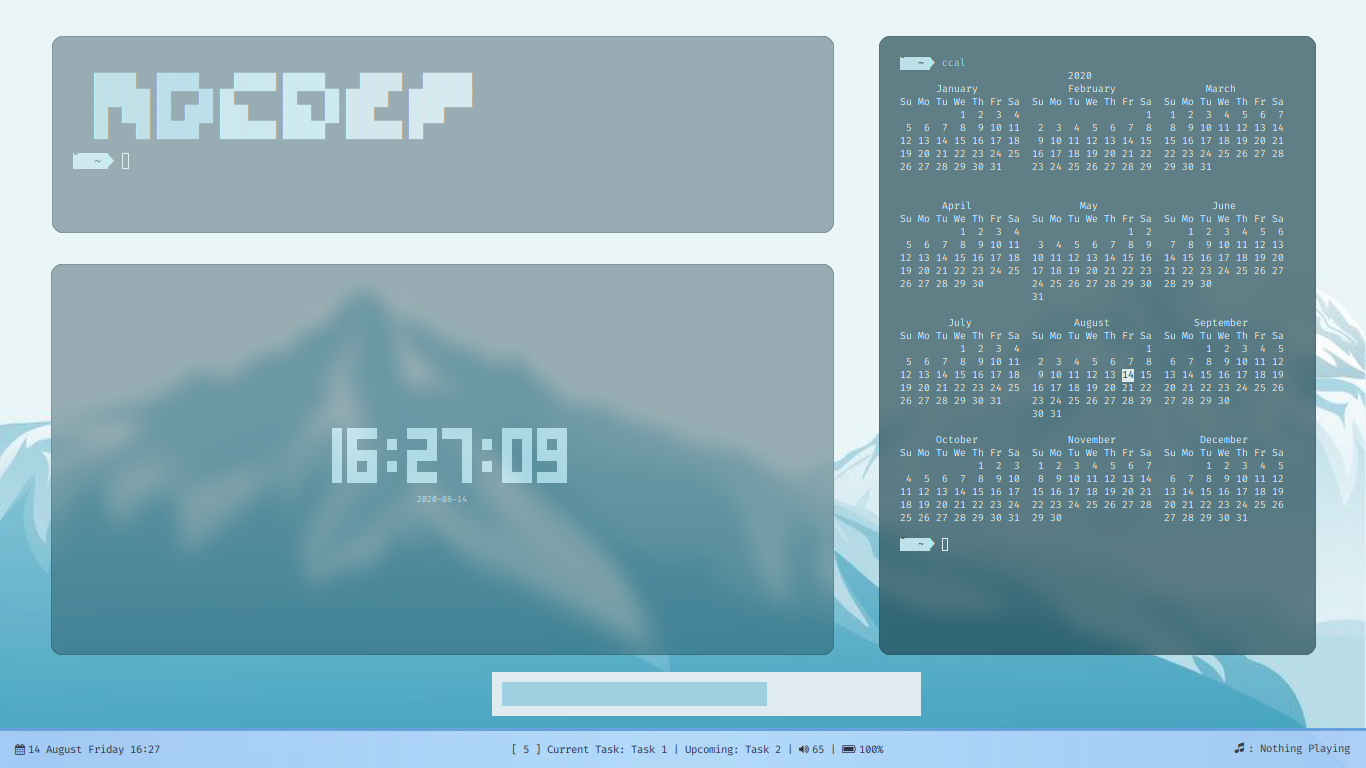 ~
~ ccal
2020
January February March
Su Mo Tu We Th Fr Sa Su Mo Tu We Th Fr Sa Su Mo Tu We Th Fr Sa
1 2 3 4 1 1 2 3 4 5 6 7
5 6 7 8 9 10 11 2 3 4 5 6 7 8 8 9 10 11 12 13 14
12 13 14 15 16 17 18 9 10 11 12 13 14 15 15 16 17 18 19 20 21
19 20 21 22 23 24 25 16 17 18 19 20 21 22 22 23 24 25 26 27 28
26 27 28 29 30 31 23 24 25 26 27 28 29 29 30 31
April May June
Su Mo Tu We Th Fr Sa Su Mo Tu We Th Fr Sa Su Mo Tu We Th Fr Sa
1 2 3 4 1 2 1 2 3 4 5 6
5 6 7 8 9 10 11 3 4 5 6 7 8 9 7 8 9 10 11 12 13
12 13 14 15 16 17 18 10 11 12 13 14 15 16 14 15 16 17 18 19 20
19 20 21 22 23 24 25 17 18 19 20 21 22 23 21 22 23 24 25 26 27
26 27 28 29 30 24 25 26 27 28 29 30 28 29 30
31
July August September
Su Mo Tu We Th Fr Sa Su Mo Tu We Th Fr Sa Su Mo Tu We Th Fr Sa
1 2 3 4 1 1 2 3 4 5
5 6 7 8 9 10 11 2 3 4 5 6 7 8 6 7 8 9 10 11 12
12 13 14 15 16 17 18 9 10 11 12 13 14 15 13 14 15 16 17 18 19
19 20 21 22 23 24 25 16 17 18 19 20 21 22 20 21 22 23 24 25 26
26 27 28 29 30 31 23 24 25 26 27 28 29 27 28 29 30
30 31
October November December
Su Mo Tu We Th Fr Sa Su Mo Tu We Th Fr Sa Su Mo Tu We Th Fr Sa
1 2 3 1 2 3 4 5 6 7 1 2 3 4 5
4 5 6 7 8 9 10 8 9 10 11 12 13 14 6 7 8 9 10 11 12
11 12 13 14 15 16 17 15 16 17 18 19 20 21 13 14 15 16 17 18 19
18 19 20 21 22 23 24 22 23 24 25 26 27 28 20 21 22 23 24 25 26
25 26 27 28 29 30 31 29 30 27 28 29 30 31
~
16:27:09
2020-08-14
14 August Friday 16:27 [ 5 ] Current Task: Task 1 | Upcoming: Task 2 | 65 | 100% : Nothing Playing